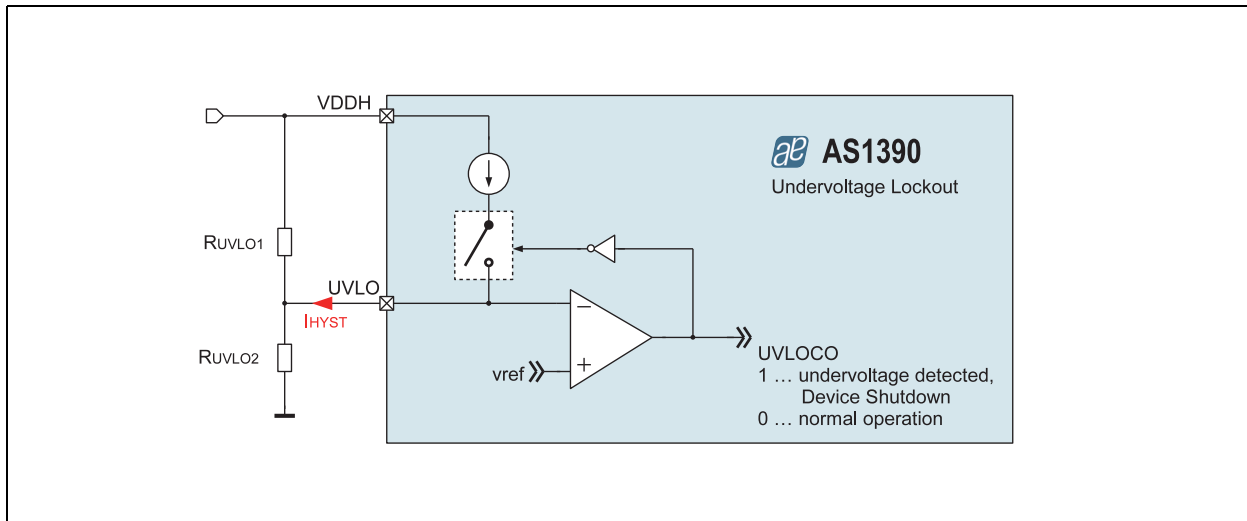 VDDH
AS1390
Undervoltage Lockout
RUVLO1
UVLO
IHYST
RUVLO2
vref
−
+
UVLOCO
1 ... undervoltage detected,
Device Shutdown
0 ... normal operation